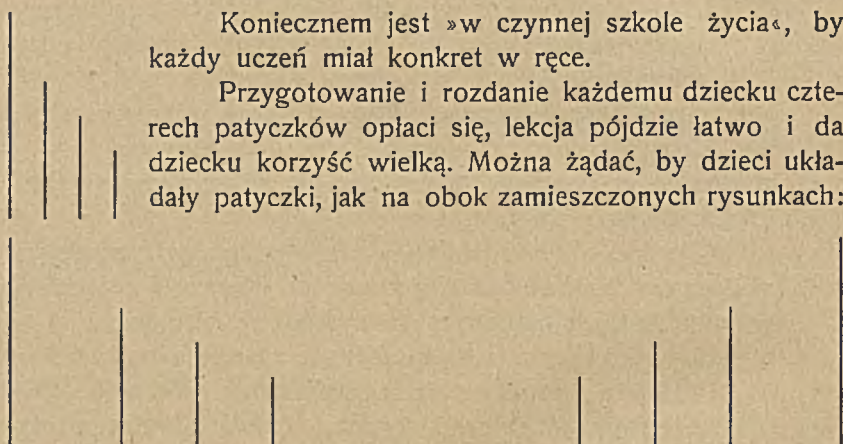 Koniecznem jest »w czynnej szkole życia«, by
każdy uczeń miał konkret w ręce.
Przygotowanie i rozdanie każdemu dziecku czte-
rech patyczków opłaci się, lekcja pójdzie łatwo i da
dziecku korzyść wielką. Można żądać, by dzieci ukła-
dały patyczki, jak na obok zamieszczonych rysunkach: